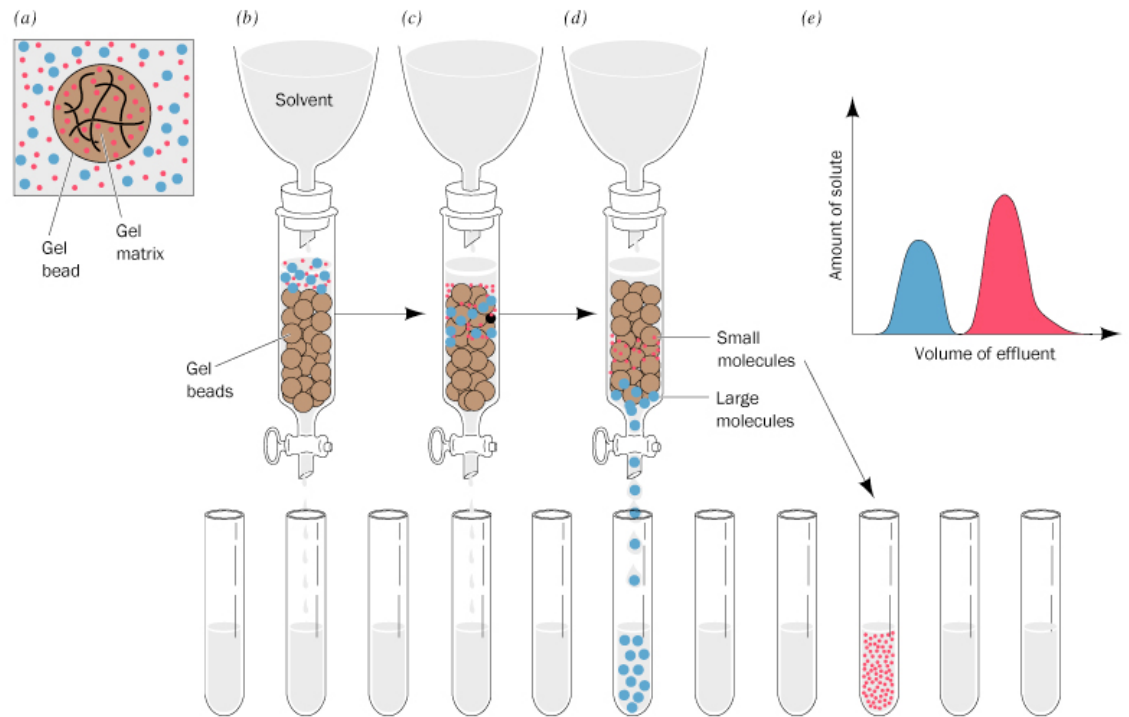 (a)
(b)
(c)
(d)
(e)
Solvent
Gel
bead
Gel
matrix
Gel
beads
Small
molecules
Large
molecules
Amount of solute
Volume of effluent